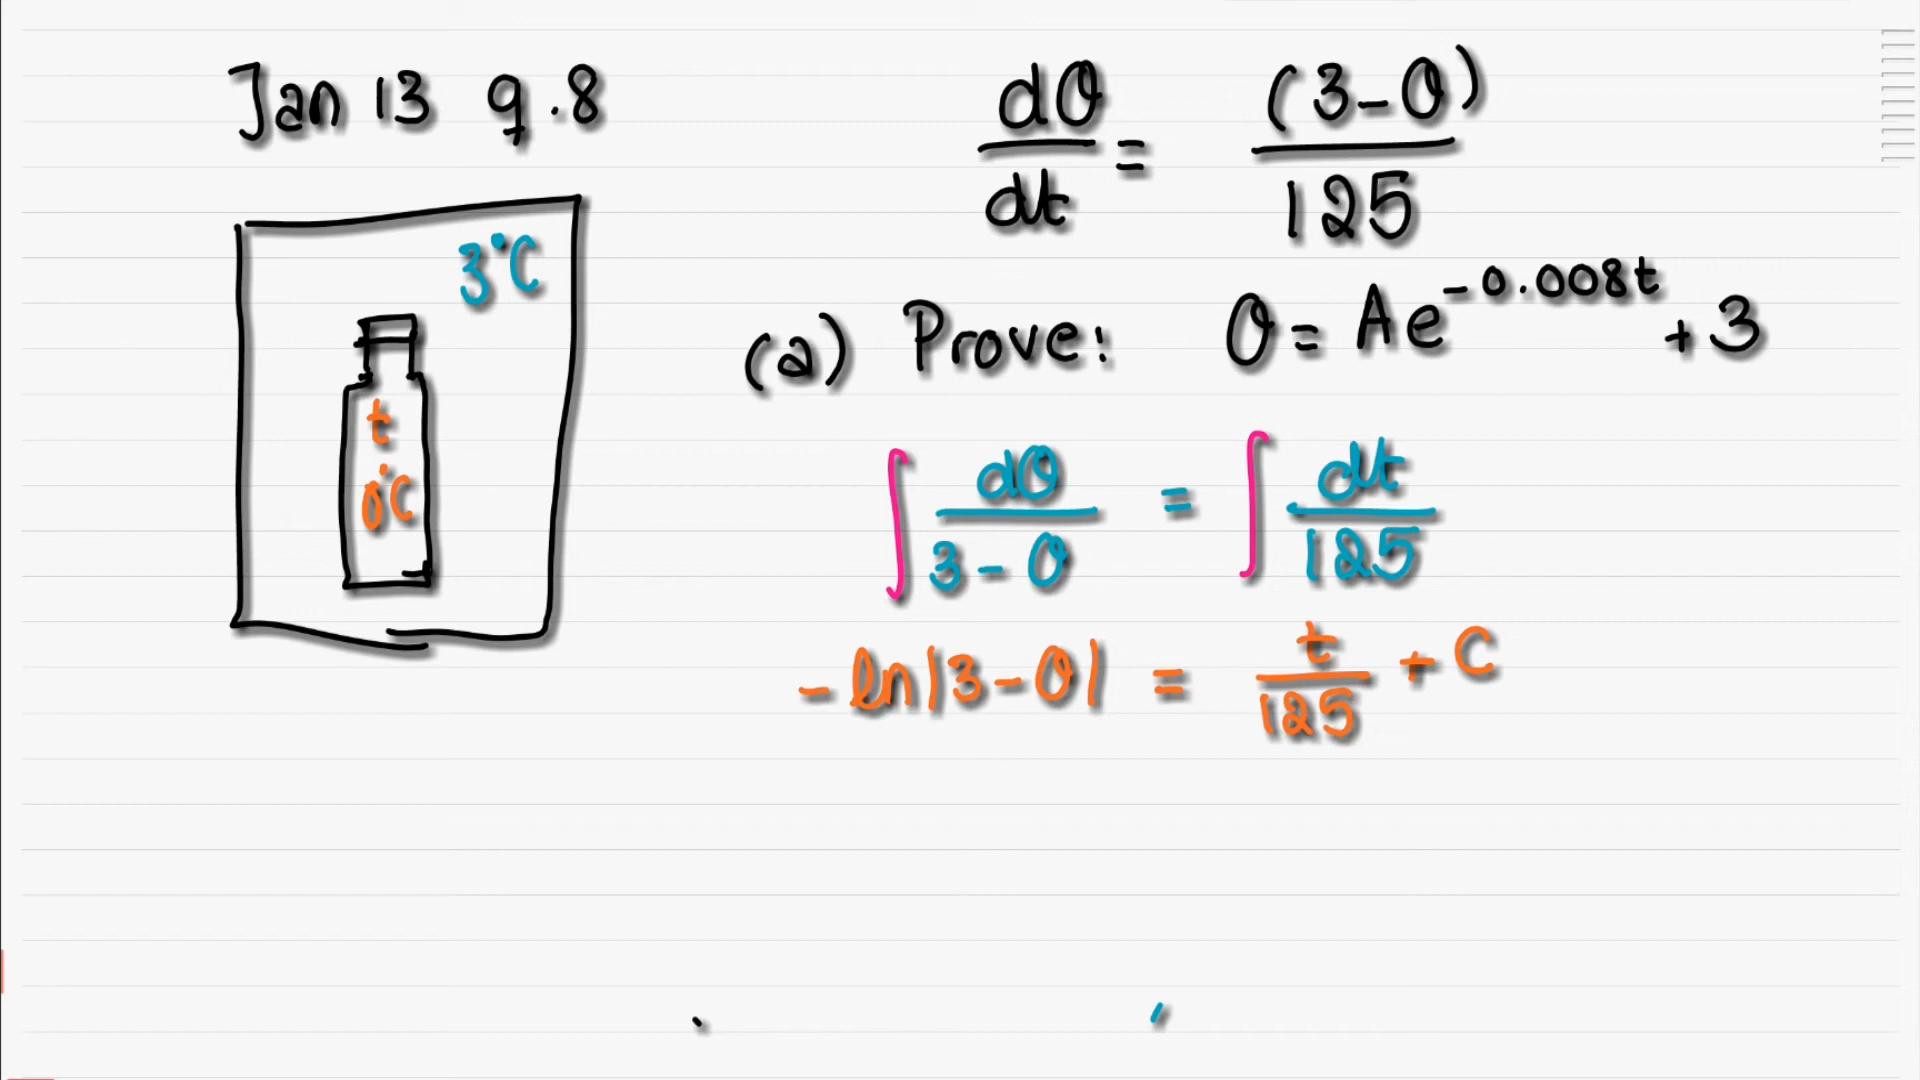 Jan 13 q.8
dθ/dt = (3-θ)/125
3°C
(a) Prove: θ = Ae^-0.008t + 3
t
θ°C
∫ dθ/(3-θ) = ∫ dt/125
-ln|3-θ| = t/125 + C